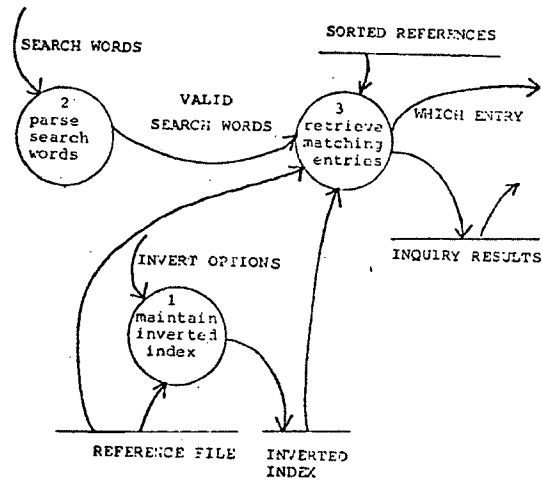 SEARCH WORDS
SORTED REFERENCES
2
parse
search
words
VALID
SEARCH WORDS
3
retrieve
matching
entries
WHICH ENTRY
INQUIRY RESULTS
INVERT OPTIONS
1
maintain
inverted
index
REFERENCE FILE
INVERTED
INDEX